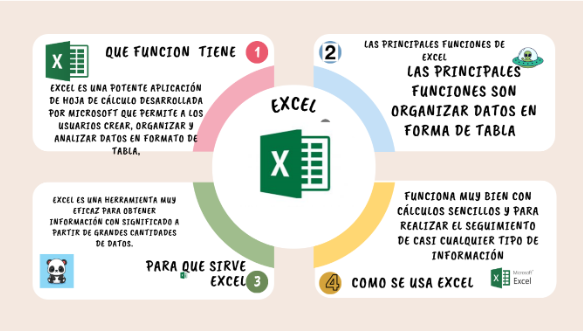 QUE FUNCION TIENE
1
EXCEL ES UNA POTENTE APLICACIÓN
DE HOJA DE CÁLCULO DESARROLLADA
POR MICROSOFT QUE PERMITE A LOS
USUARIOS CREAR, ORGANIZAR Y
ANALIZAR DATOS EN FORMATO DE
TABLA,
2
LAS PRINCIPALES FUNCIONES DE
EXCEL
LAS PRINCIPALES
FUNCIONES SON
ORGANIZAR DATOS EN
FORMA DE TABLA
EXCEL
X
EXCEL ES UNA HERRAMIENTA MUY
EFICAZ PARA OBTENER
INFORMACIÓN CON SIGNIFICADO A
PARTIR DE GRANDES CANTIDADES
DE DATOS.
PARA QUE SIRVE
EXCEL
3
FUNCIONA MUY BIEN CON
CÁLCULOS SENCILLOS Y PARA
REALIZAR EL SEGUIMIENTO
DE CASI CUALQUIER TIPO DE
INFORMACIÓN
4
COMO SE USA EXCEL
Microsoft
Excel